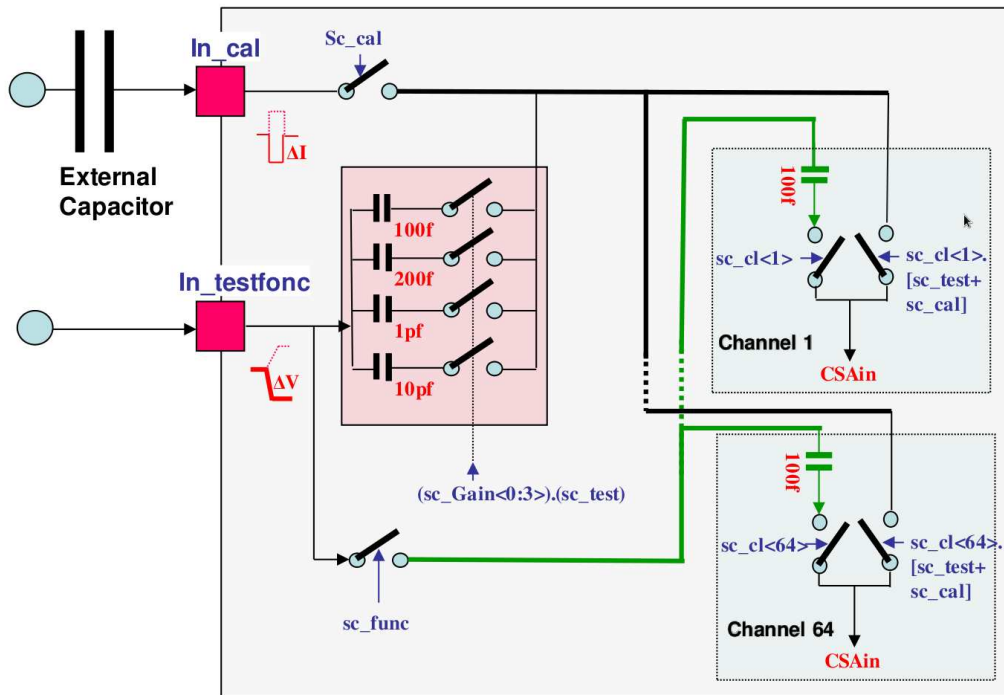 In_cal
Sc_cal
ΔI
External
Capacitor
100f
200f
1pf
10pf
In_testfonc
ΔV
(sc_Gain<0:3>).(sc_test)
sc_func
100f
sc_cl<1>
sc_cl<1>.
[sc_test+
sc_cal]
Channel 1
CSAin
100f
sc_cl<64>
sc_cl<64>.
[sc_test+
sc_cal]
Channel 64
CSAin